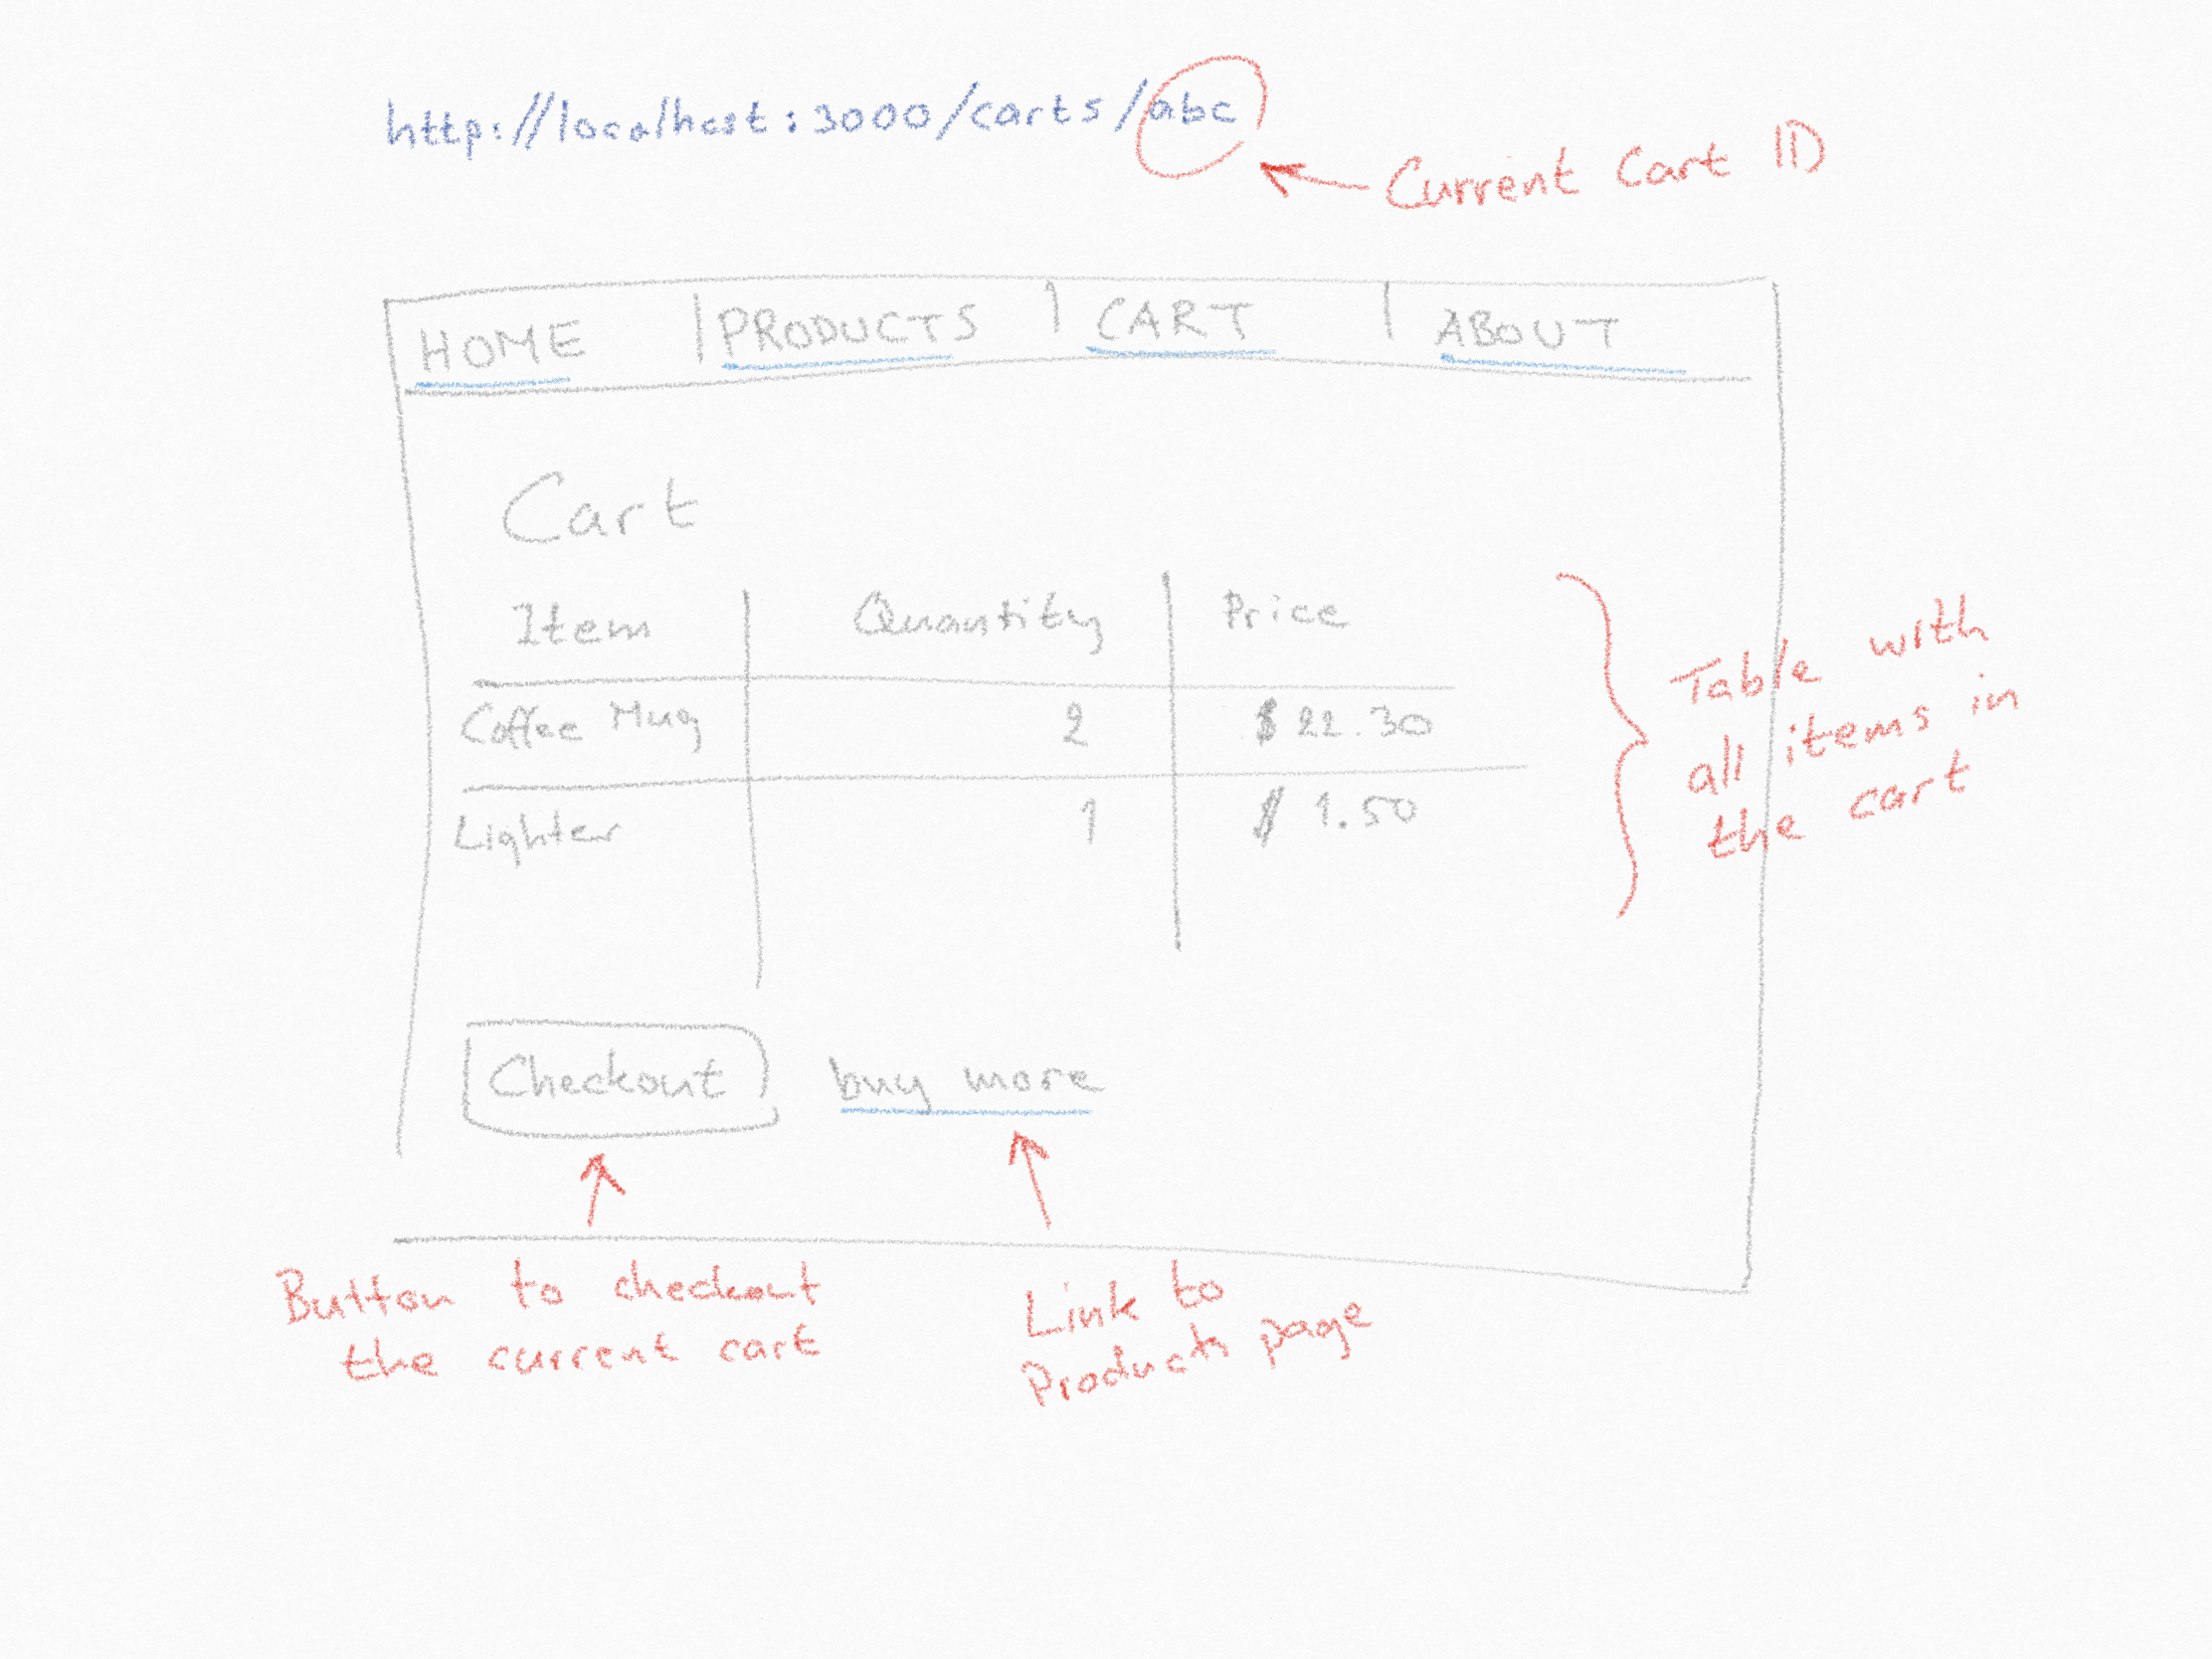 http://localhost:3000/carts/abc
Current Cart ID
HOME | PRODUCTS | CART | ABOUT
Cart
Item Quantity Price
Coffee Mug 2 $ 22.30
Lighter 1 $ 1.50
Table with
all items in
the cart
Checkout buy more
Button to checkout
the current cart
Link to
Products page